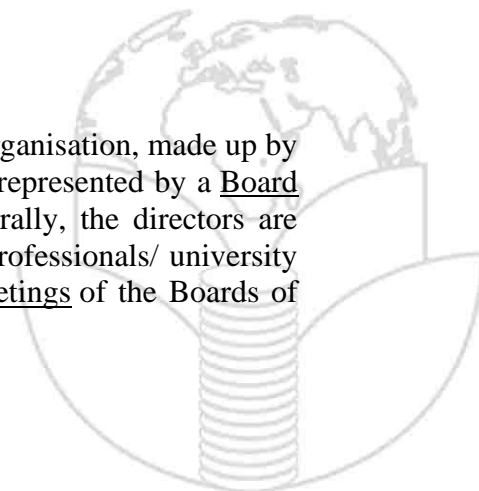 ganisation, made up by
represented by a Board
rally, the directors are
rofessionals/ university
etings of the Boards of